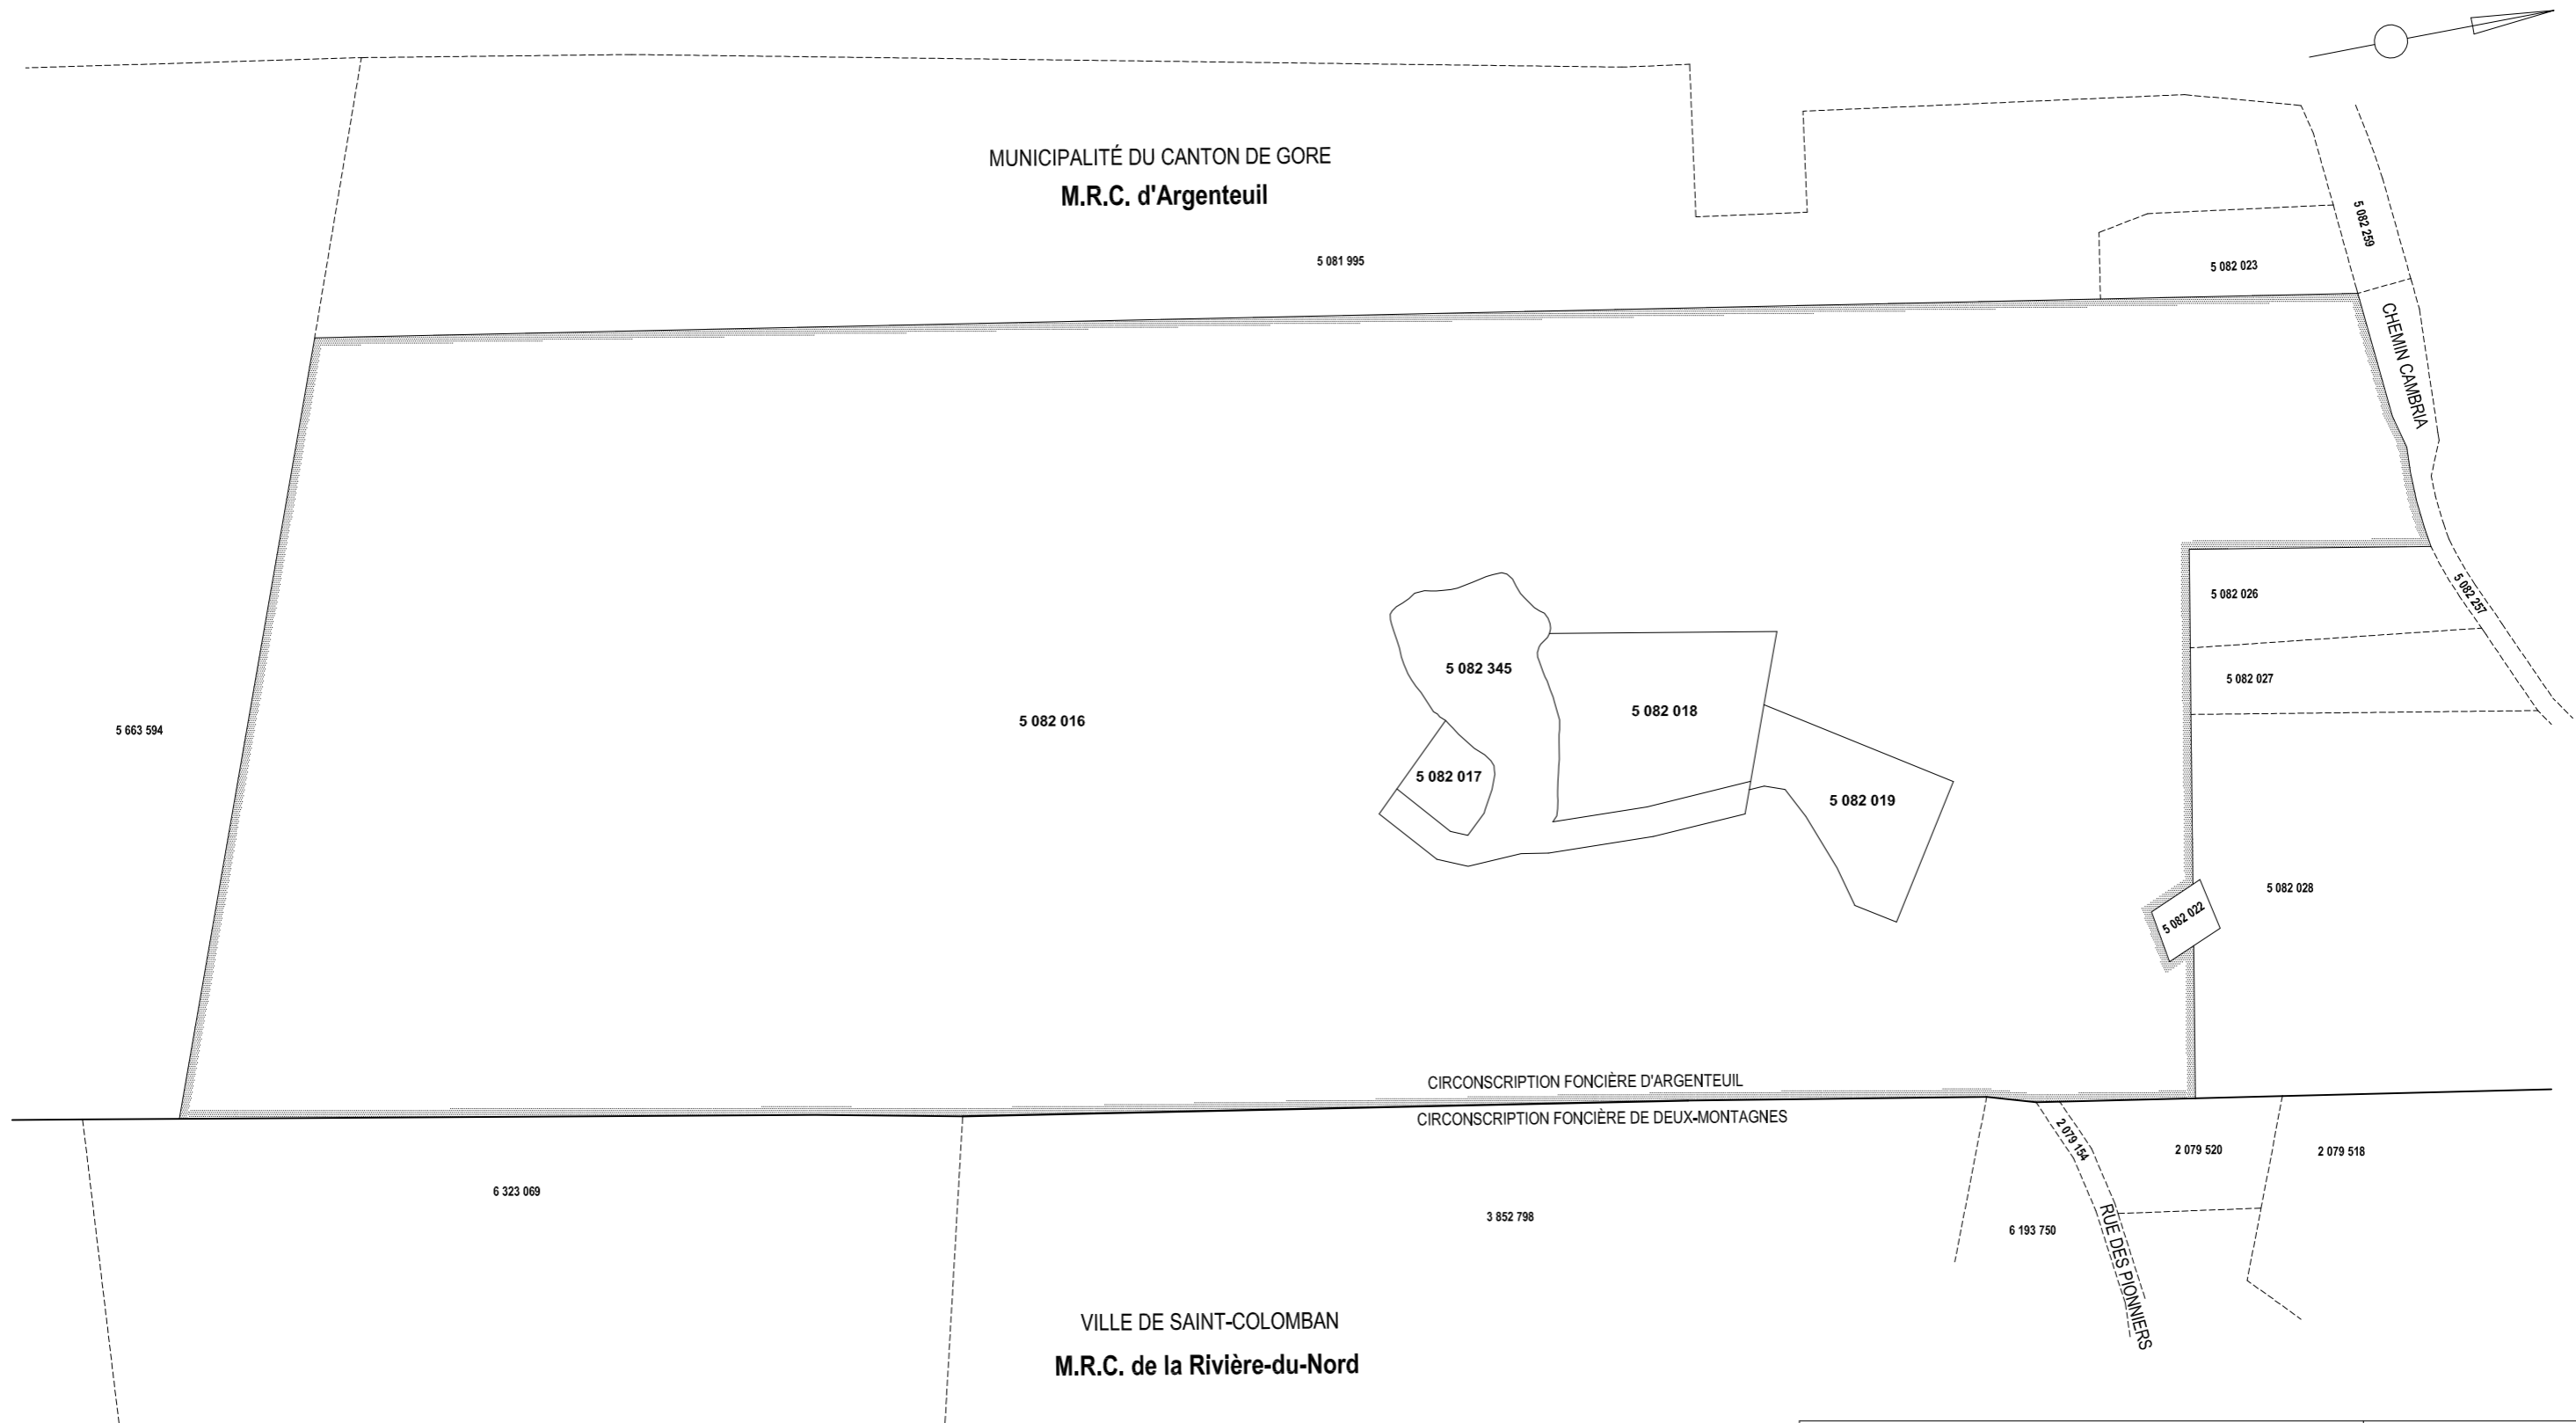 MUNICIPALITÉ DU CANTON DE GORE
M.R.C. d'Argenteuil
5 082 259
5 081 995
5 082 023
CHEMIN CAMBRIA
5 082 026
5 082 257
5 082 345
5 082 027
5 082 018
5 082 016
5 663 594
5 082 017
5 082 019
5 082 028
5 082 022
CIRCONSCRIPTION FONCIÈRE D'ARGENTEUIL
CIRCONSCRIPTION FONCIÈRE DE DEUX-MONTAGNES
2 079 154
2 079 520
2 079 518
6 323 069
3 852 798
6 193 750
RUE DES PIONNIERS
VILLE DE SAINT-COLOMBAN
M.R.C. de la Rivière-du-Nord